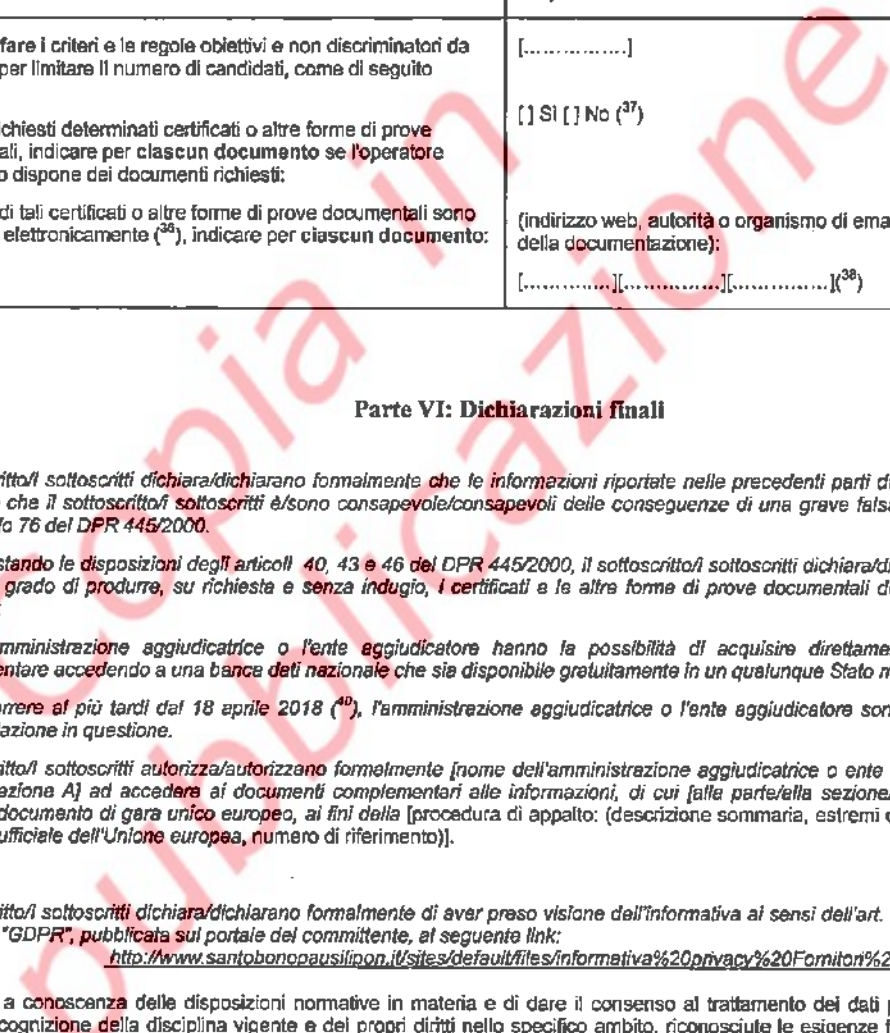 fare i criteri e le regole obiettivi e non discriminatori da
per limitare il numero di candidati, come di seguito
[................]
[ ] Sì [ ] No (37)
ichiesti determinati certificati o altre forme di prove
ali, indicare per ciascun documento se l'operatore
o dispone dei documenti richiesti:
di tali certificati o altre forme di prove documentali sono
elettronicamente (36), indicare per ciascun documento:
(indirizzo web, autorità o organismo di ema
della documentazione):
[..............][................][................](38)
Parte VI: Dichiarazioni finali
itto/I sottoscritti dichiara/dichiarano formalmente che le informazioni riportate nelle precedenti parti d
che il sottoscritto/i sottoscritti è/sono consapevole/consapevoli delle conseguenze di una grave fals
lo 76 del DPR 445/2000.
stando le disposizioni degli articoli 40, 43 e 46 del DPR 445/2000, il sottoscritto/I sottoscritti dichiara/d
grado di produrre, su richiesta e senza indugio, i certificati e le altre forme di prove documentali d
mministrazione aggiudicatrice o l'ente aggiudicatore hanno la possibilità di acquisire direttame
entare accedendo a una banca dati nazionale che sia disponibile gratuitamente in un qualunque Stato m
rrere al più tardi dal 18 aprile 2018 (40), l'amministrazione aggiudicatrice o l'ente aggiudicatore son
azione in questione.
itto/I sottoscritti autorizza/autorizzano formalmente [nome dell'amministrazione aggiudicatrice o ente
azione A] ad accedere ai documenti complementari alle informazioni, di cui [alla parte/alla sezione
documento di gara unico europeo, ai fini della [procedura di appalto: (descrizione sommaria, estremi
ufficiale dell'Unione europea, numero di riferimento)].
itto/I sottoscritti dichiara/dichiarano formalmente di aver preso visione dell'informativa ai sensi dell'art.
"GDPR", pubblicata sul portale del committente, al seguente link:
http://www.santobonopausilipon.it/sites/default/files/informativa%20privacy%20Fornitori%2
a conoscenza delle disposizioni normative in materia e di dare il consenso al trattamento dei dati
cognizione della disciplina vigente e dei propri diritti nello specifico ambito, riconosciute le esigenze
Copia in
pubblicazione